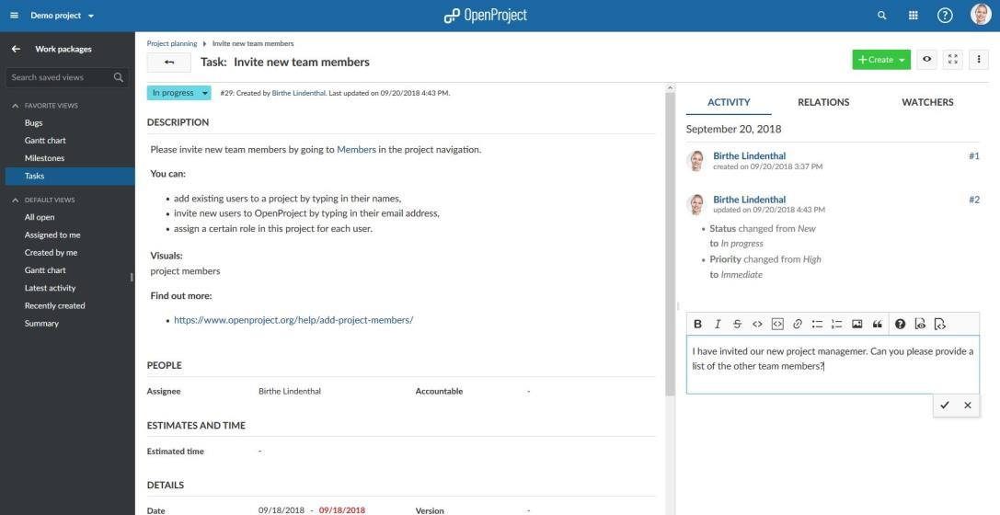 Demo project
OpenProject
?
Work packages
Search saved views
FAVORITE VIEWS
Bugs
Gantt chart
Milestones
Tasks
DEFAULT VIEWS
All open
Assigned to me
Created by me
Gantt chart
Latest activity
Recently created
Summary
Project planning
Invite new team members
Task: Invite new team members
+ Create
In progress
#29: Created by Birthe Lindenthal. Last updated on 09/20/2018 4:43 PM.
DESCRIPTION
Please invite new team members by going to Members in the project navigation.
You can:
• add existing users to a project by typing in their names,
• invite new users to OpenProject by typing in their email address,
• assign a certain role in this project for each user.
Visuals:
project members
Find out more:
• https://www.openproject.org/help/add-project-members/
PEOPLE
Assignee Birthe Lindenthal Accountable -
ESTIMATES AND TIME
Estimated time -
DETAILS
Date 09/18/2018 - 09/18/2018 Version -
ACTIVITY RELATIONS WATCHERS
September 20, 2018
Birthe Lindenthal #1
created on 09/20/2018 3:37 PM
Birthe Lindenthal #2
updated on 09/20/2018 4:43 PM
• Status changed from New
to In progress
• Priority changed from High
to Immediate
B I S
I have invited our new project managemer. Can you please provide a
list of the other team members?